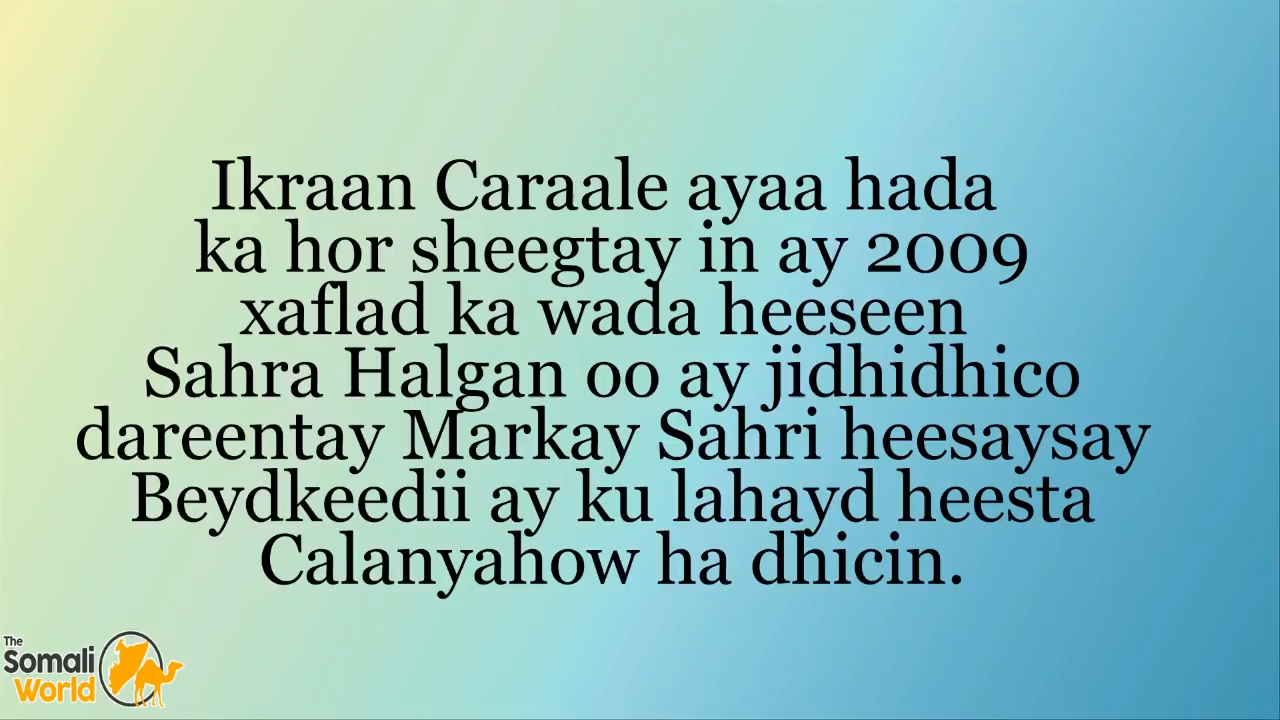 Ikraan Caraale ayaa hada
ka hor sheegtay in ay 2009
xaflad ka wada heeseen
Sahra Halgan oo ay jidhidhico
dareentay Markay Sahri heesaysay
Beydkeedii ay ku lahayd heesta
Calanyahow ha dhicin.
The
Somali
World